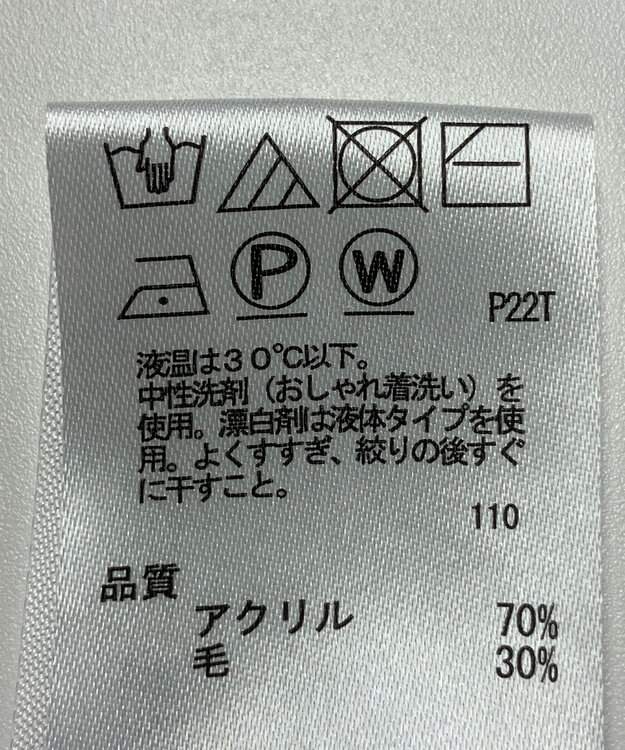 P
W
P22T
液温は30℃以下。
中性洗剤（おしゃれ着洗い）を
使用。漂白剤は液体タイプを使
用。よくすすぎ、絞りの後すぐ
に干すこと。
110
品質
アクリル 70%
毛 30%